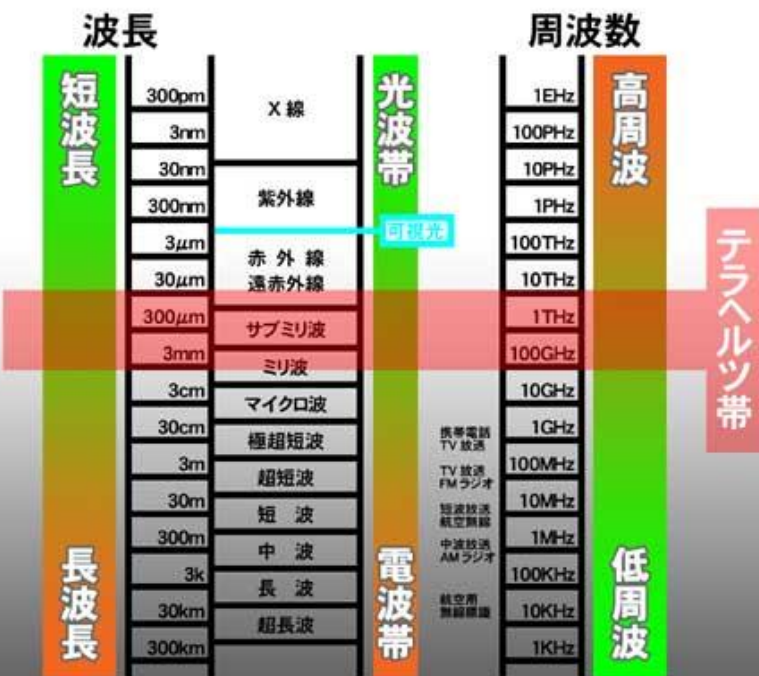 波長
周波数
短波長
長波長
300pm
3nm
30nm
300nm
3μm
30μm
300μm
3mm
3cm
30cm
3m
30m
300m
3k
30km
300km
X線
紫外線
赤外線
遠赤外線
サブミリ波
ミリ波
マイクロ波
極超短波
超短波
短波
中波
長波
超長波
光波帯
電波帯
可視光
携帯電話
TV放送
TV放送
FMラジオ
短波放送
航空無線
中波放送
AMラジオ
航空用
無線標識
1EHz
100PHz
10PHz
1PHz
100THz
10THz
1THz
100GHz
10GHz
1GHz
100MHz
10MHz
1MHz
100KHz
10KHz
1KHz
高周波
低周波
テラヘルツ帯